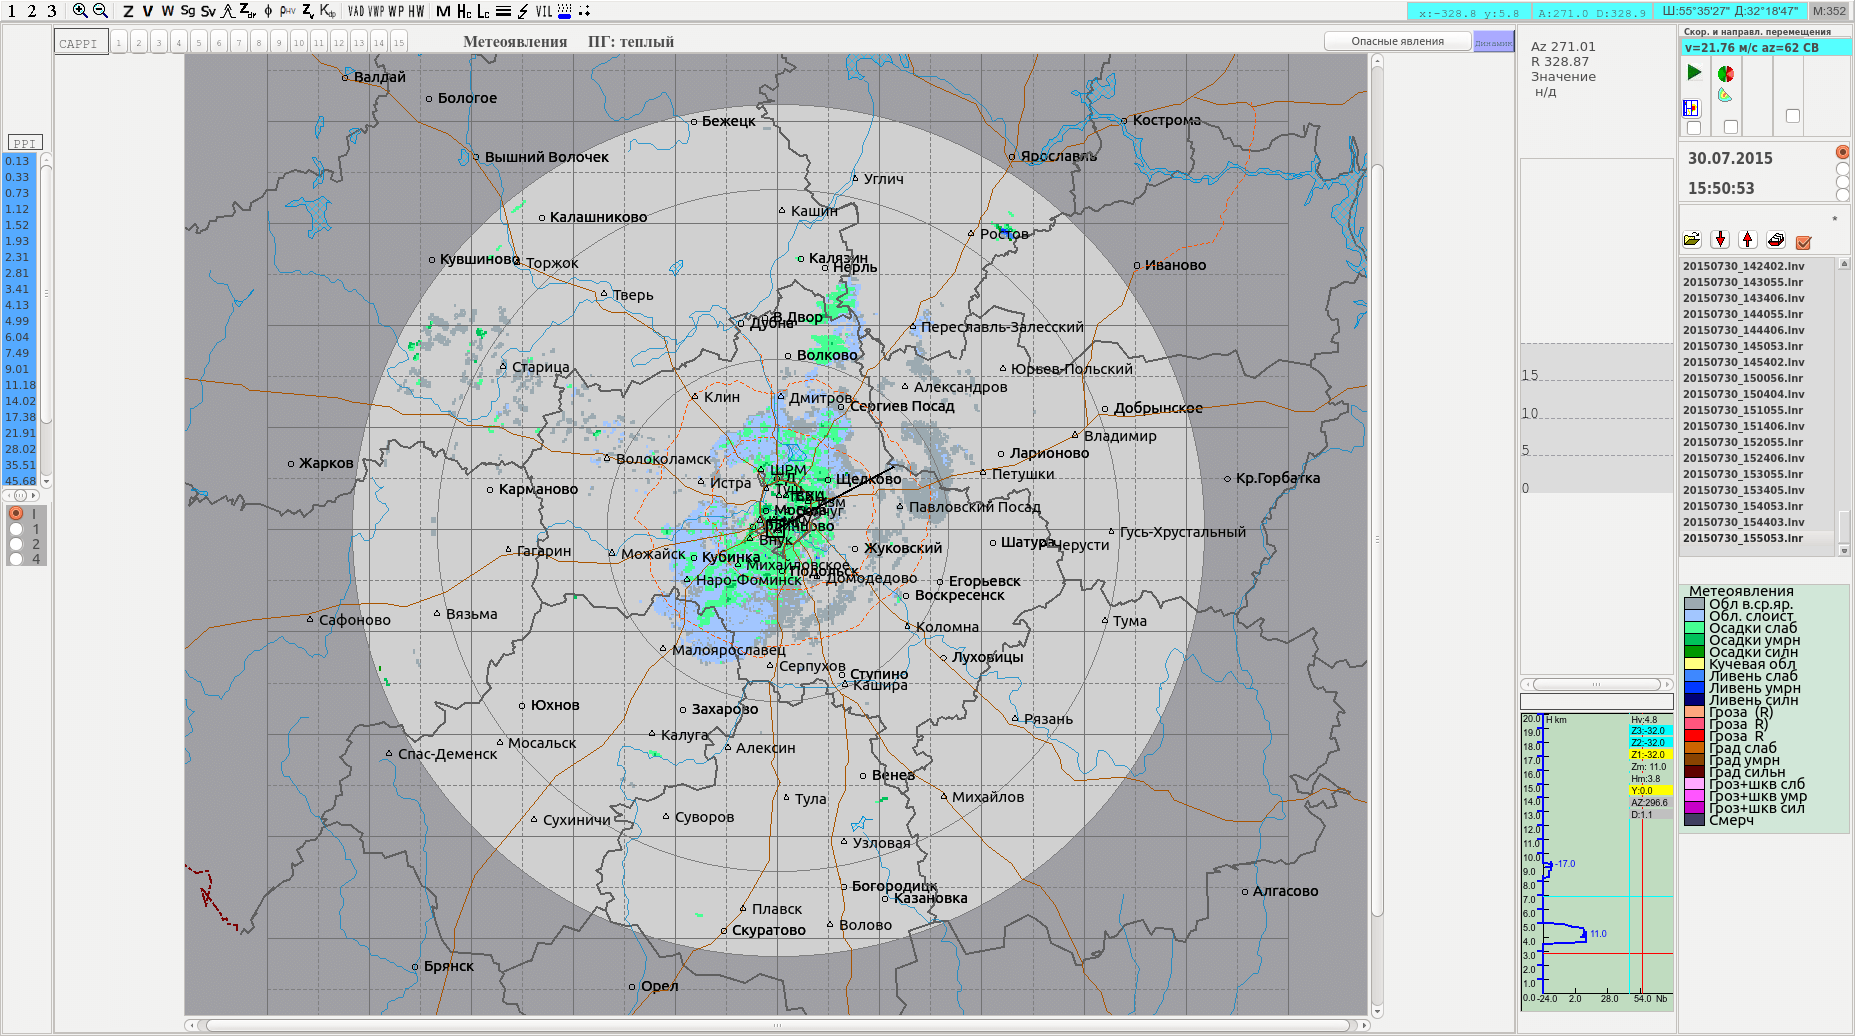 1 2 3 Z V W Sg Sv Zdr ϕ ρHV Zv Kdp VAD VWP WP HW M Hc Lc VIL
x:-328.8 y:5.8 A:271.0 D:328.9 Ш:55°35'27" Д:32°18'47" M:352
CAPPI 1 2 3 4 5 6 7 8 9 10 11 12 13 14 15
Метеоявления ПГ: теплый
Опасные явления
Динамик
PPI
0.13
0.33
0.73
1.12
1.52
1.93
2.31
2.81
3.41
4.13
4.99
6.04
7.49
9.01
11.18
14.02
17.38
21.91
28.02
35.51
45.68
I
1
2
4
Валдай
Бологое
Бежецк
Кострома
Вышний Волочек
Ярославль
Углич
Калашниково
Кашин
Ростов
Кувшиново
Торжок
Калязин
Нерль
Иваново
Тверь
В.Двор
Дубна
Переславль-Залесский
Волково
Старица
Юрьев-Польский
Александров
Клин
Дмитров
Сергиев Посад
Добрынское
Владимир
Ларионово
Волоколамск
Жарков
ШРМ
Петушки
Истра
Щелково
Кр.Горбатка
Карманово
Туш
Павловский Посад
Москва
Гусь-Хрустальный
Внук
Шатура
Черусти
Жуковский
Гагарин
Можайск
Кубинка
Михайловское
Подольск
Наро-Фоминск
Домодедово
Егорьевск
Воскресенск
Вязьма
Сафоново
Коломна
Тума
Малоярославец
Луховицы
Серпухов
Ступино
Кашира
Юхнов
Захарово
Рязань
Калуга
Мосальск
Алексин
Спас-Деменск
Венев
Тула
Михайлов
Сухиничи
Суворов
Узловая
Богородицк
Казановка
Алгасово
Плавск
Волово
Скуратово
Брянск
Орел
Az 271.01
R 328.87
Значение
н/д
15
10
5
0
20.0 H km
19.0
18.0
17.0
16.0
15.0
14.0
13.0
12.0
11.0
10.0
9.0
8.0
7.0
6.0
5.0
4.0
3.0
2.0
1.0
0.0 -24.0 2.0 28.0 54.0 Nb
-17.0
11.0
Hv:4.8
Z3:-32.0
Z2:-32.0
Z1:-32.0
Zm: 11.0
Hm:3.8
Y:0.0
AZ:296.6
D:1.1
Скор. и направл. перемещения
v=21.76 м/с az=62 СВ
30.07.2015
15:50:53
*
20150730_142402.lnv
20150730_143055.lnr
20150730_143406.lnv
20150730_144055.lnr
20150730_144406.lnv
20150730_145053.lnr
20150730_145402.lnv
20150730_150056.lnr
20150730_150404.lnv
20150730_151055.lnr
20150730_151406.lnv
20150730_152055.lnr
20150730_152406.lnv
20150730_153055.lnr
20150730_153405.lnv
20150730_154053.lnr
20150730_154403.lnv
20150730_155053.lnr
Метеоявления
Обл в.ср.яр.
Обл. слоист
Осадки слаб
Осадки умрн
Осадки силн
Кучевая обл
Ливень слаб
Ливень умрн
Ливень силн
Гроза (R)
Гроза R)
Гроза R
Град слаб
Град умрн
Град сильн
Гроз+шкв слб
Гроз+шкв умр
Гроз+шкв сил
Смерч